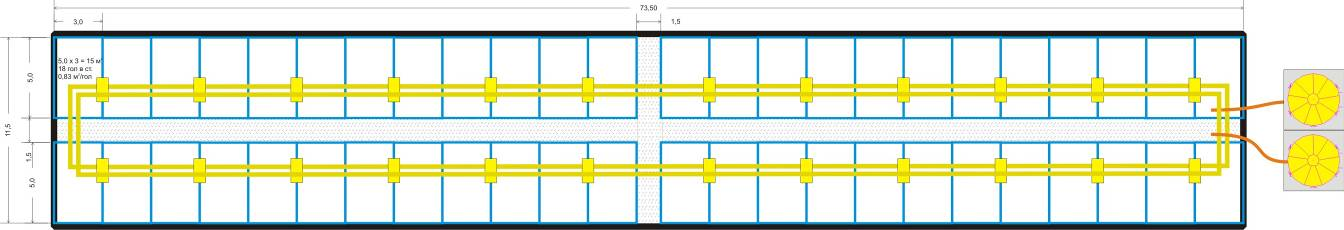 73,50
3,0
1,5
5,0 x 3 = 15 м²
18 гол в ст.
0,83 м²/гол
5,0
11,5
1,5
5,0